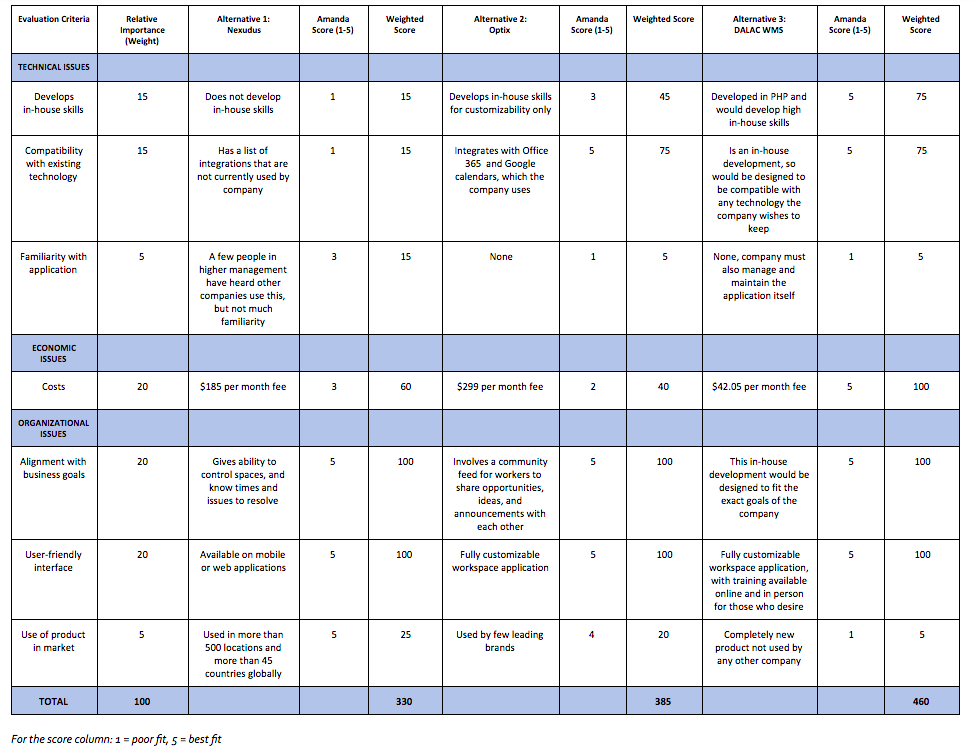 Evaluation Criteria Relative Importance (Weight) Alternative 1: Nexudus Amanda Score (1-5) Weighted Score Alternative 2: Optix Amanda Score (1-5) Weighted Score Alternative 3: DALAC WMS Amanda Score (1-5) Weighted Score
TECHNICAL ISSUES
Develops in-house skills 15 Does not develop in-house skills 1 15 Develops in-house skills for customizability only 3 45 Developed in PHP and would develop high in-house skills 5 75
Compatibility with existing technology 15 Has a list of integrations that are not currently used by company 1 15 Integrates with Office 365 and Google calendars, which the company uses 5 75 Is an in-house development, so would be designed to be compatible with any technology the company wishes to keep 5 75
Familiarity with application 5 A few people in higher management have heard other companies use this, but not much familiarity 3 15 None 1 5 None, company must also manage and maintain the application itself 1 5
ECONOMIC ISSUES
Costs 20 $185 per month fee 3 60 $299 per month fee 2 40 $42.05 per month fee 5 100
ORGANIZATIONAL ISSUES
Alignment with business goals 20 Gives ability to control spaces, and know times and issues to resolve 5 100 Involves a community feed for workers to share opportunities, ideas, and announcements with each other 5 100 This in-house development would be designed to fit the exact goals of the company 5 100
User-friendly interface 20 Available on mobile or web applications 5 100 Fully customizable workspace application 5 100 Fully customizable workspace application, with training available online and in person for those who desire 5 100
Use of product in market 5 Used in more than 500 locations and more than 45 countries globally 5 25 Used by few leading brands 4 20 Completely new product not used by any other company 1 5
TOTAL 100 330 385 460
For the score column: 1 = poor fit, 5 = best fit